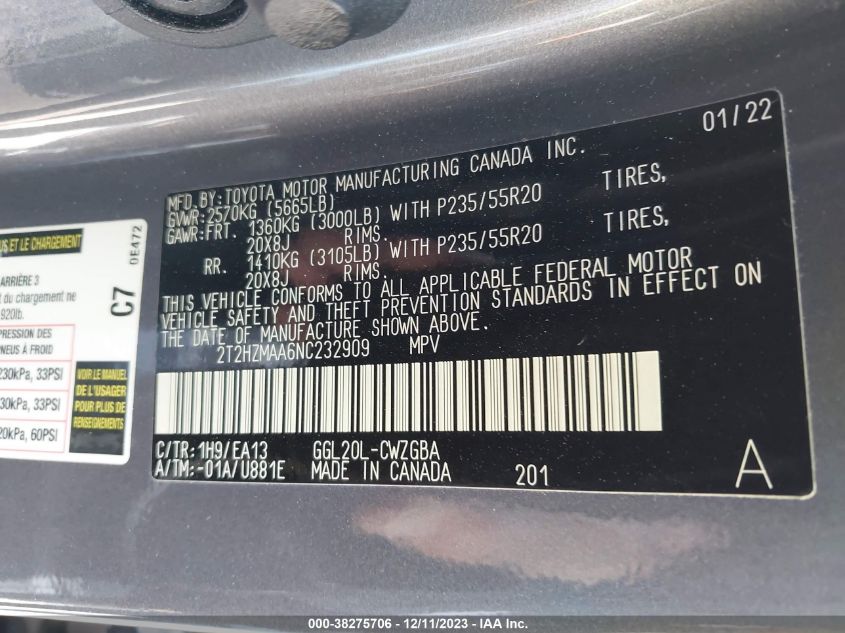 01/22
MFD.BY:TOYOTA MOTOR MANUFACTURING CANADA INC.
GVWR:2570KG (5665LB)
GAWR:FRT. 1360KG (3000LB) WITH P235/55R20 TIRES,
20X8J RIMS.
RR. 1410KG (3105LB) WITH P235/55R20 TIRES,
20X8J RIMS.
THIS VEHICLE CONFORMS TO ALL APPLICABLE FEDERAL MOTOR
VEHICLE SAFETY AND THEFT PREVENTION STANDARDS IN EFFECT ON
THE DATE OF MANUFACTURE SHOWN ABOVE.
2T2HZMAA6NC232909 MPV
C/TR:1H9/EA13 GGL20L-CWZGBA
A/TM:-01A/U881E MADE IN CANADA 201 A
ET LE CHARGEMENT
0E472
C7
ARRIÈRE 3
du chargement ne
920lb.
PRESSION DES
PNEUS À FROID
230kPa, 33PSI
30kPa, 33PSI
20kPa, 60PSI
VOIR LE MANUEL
DE L'USAGER
POUR PLUS DE
RENSEIGNEMENTS
000-38275706 - 12/11/2023 - IAA Inc.